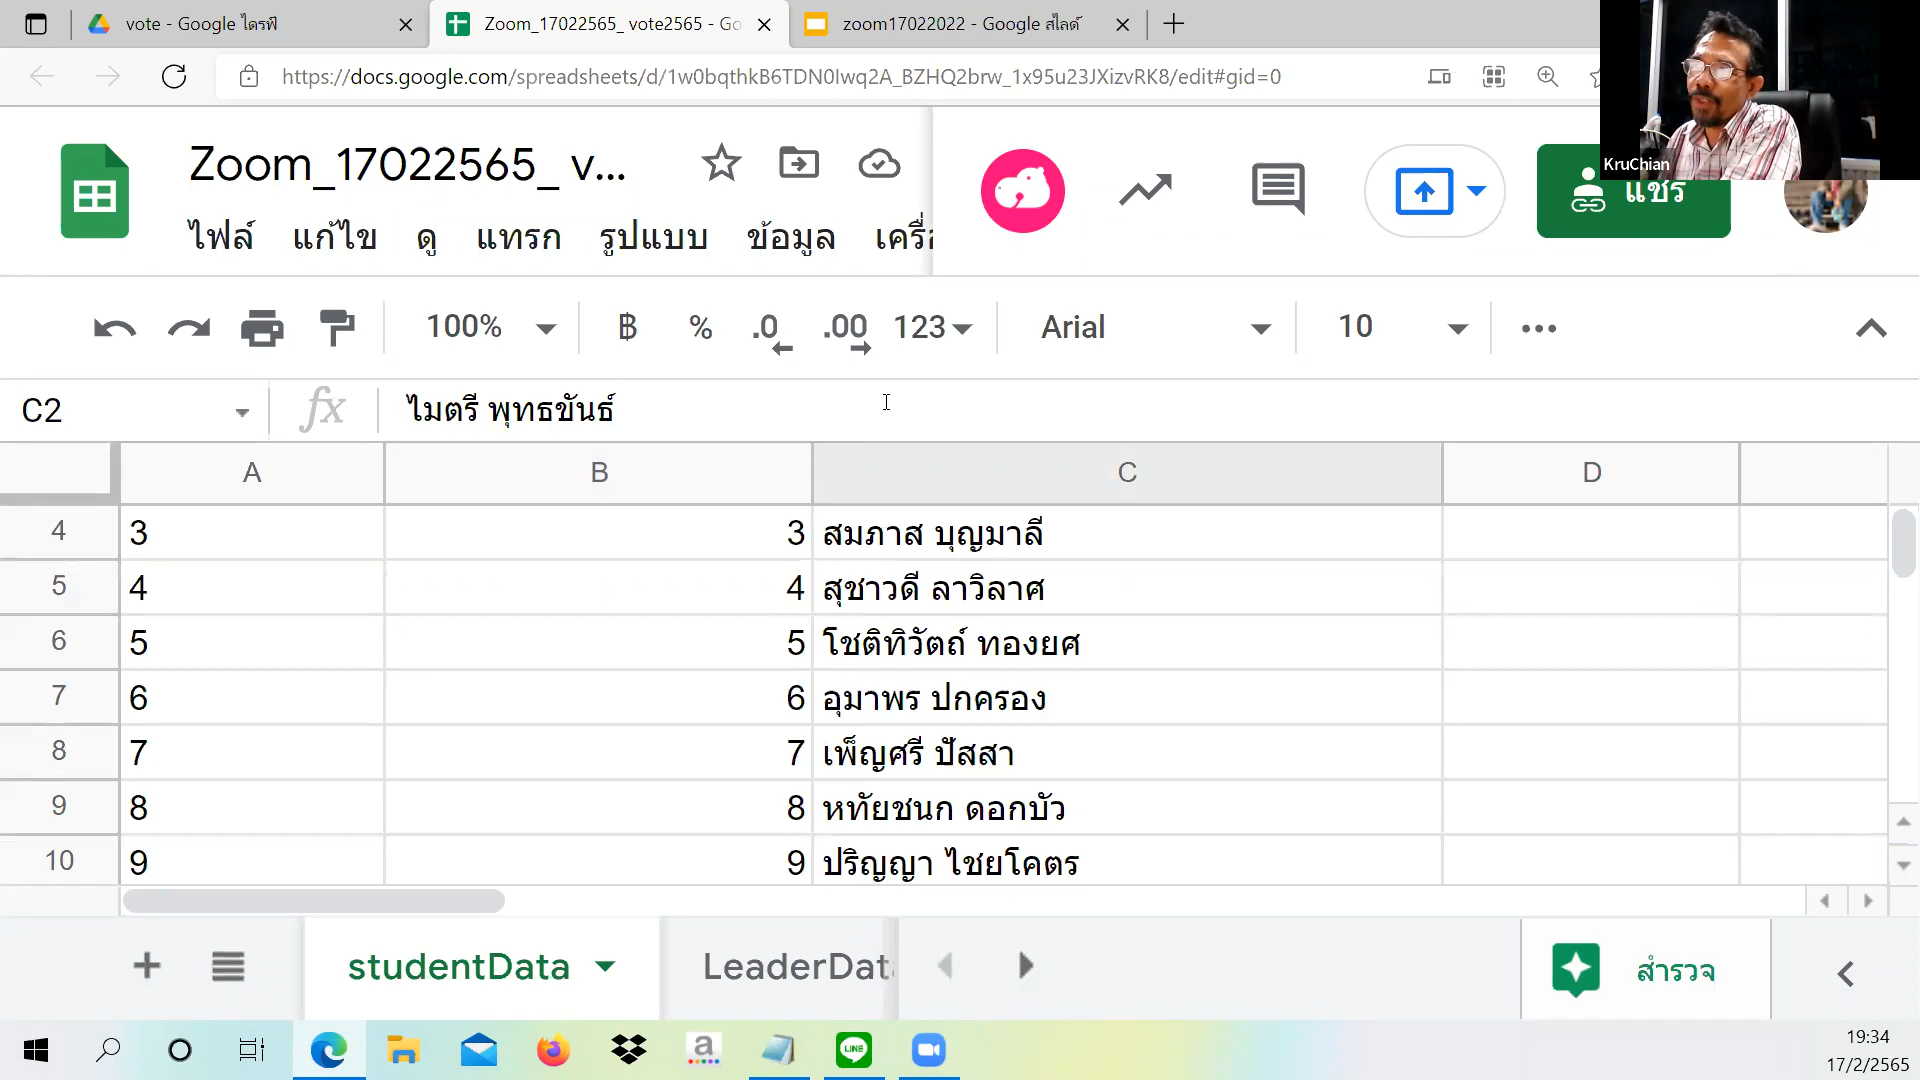 vote - Google ไดรฟ์
Zoom_17022565_ vote2565 - Go
zoom17022022 - Google สไลด์
https://docs.google.com/spreadsheets/d/1w0bqthkB6TDN0Iwq2A_BZHQ2brw_1x95u23JXizvRK8/edit#gid=0
KruChian
Zoom_17022565_ v...
แชร์
ไฟล์ แก้ไข ดู แทรก รูปแบบ ข้อมูล
100% ฿ % .0 .00 123 Arial 10
C2 fx ไมตรี พุทธขันธ์
A B C D
4 3 3 สมภาส บุญมาลี
5 4 4 สุชาวดี ลาวิลาศ
6 5 5 โชติทิวัตถ์ ทองยศ
7 6 6 อุมาพร ปกครอง
8 7 7 เพ็ญศรี ปัสสา
9 8 8 หทัยชนก ดอกบัว
10 9 9 ปริญญา ไชยโคตร
studentData LeaderData สำรวจ
a LINE
19:34
17/2/2565